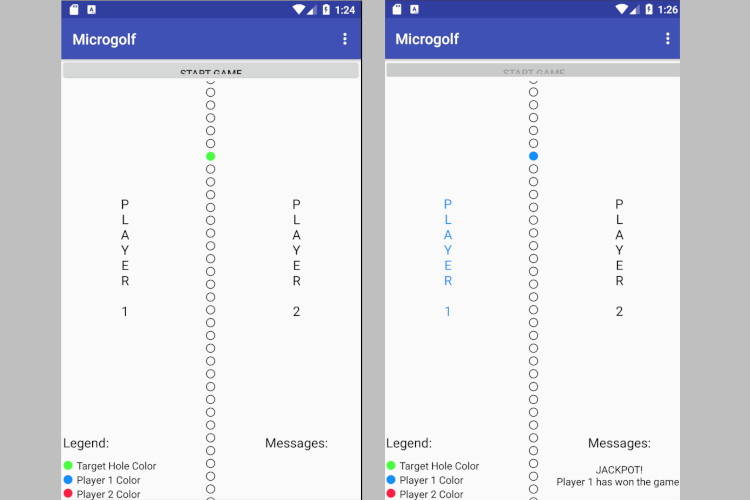 1:24
Microgolf
START GAME
P
L
A
Y
E
R
1
P
L
A
Y
E
R
2
Legend:
Target Hole Color
Player 1 Color
Player 2 Color
Messages:
A
1:26
Microgolf
START GAME
P
L
A
Y
E
R
1
P
L
A
Y
E
R
2
Legend:
Target Hole Color
Player 1 Color
Player 2 Color
Messages:
JACKPOT!
Player 1 has won the game